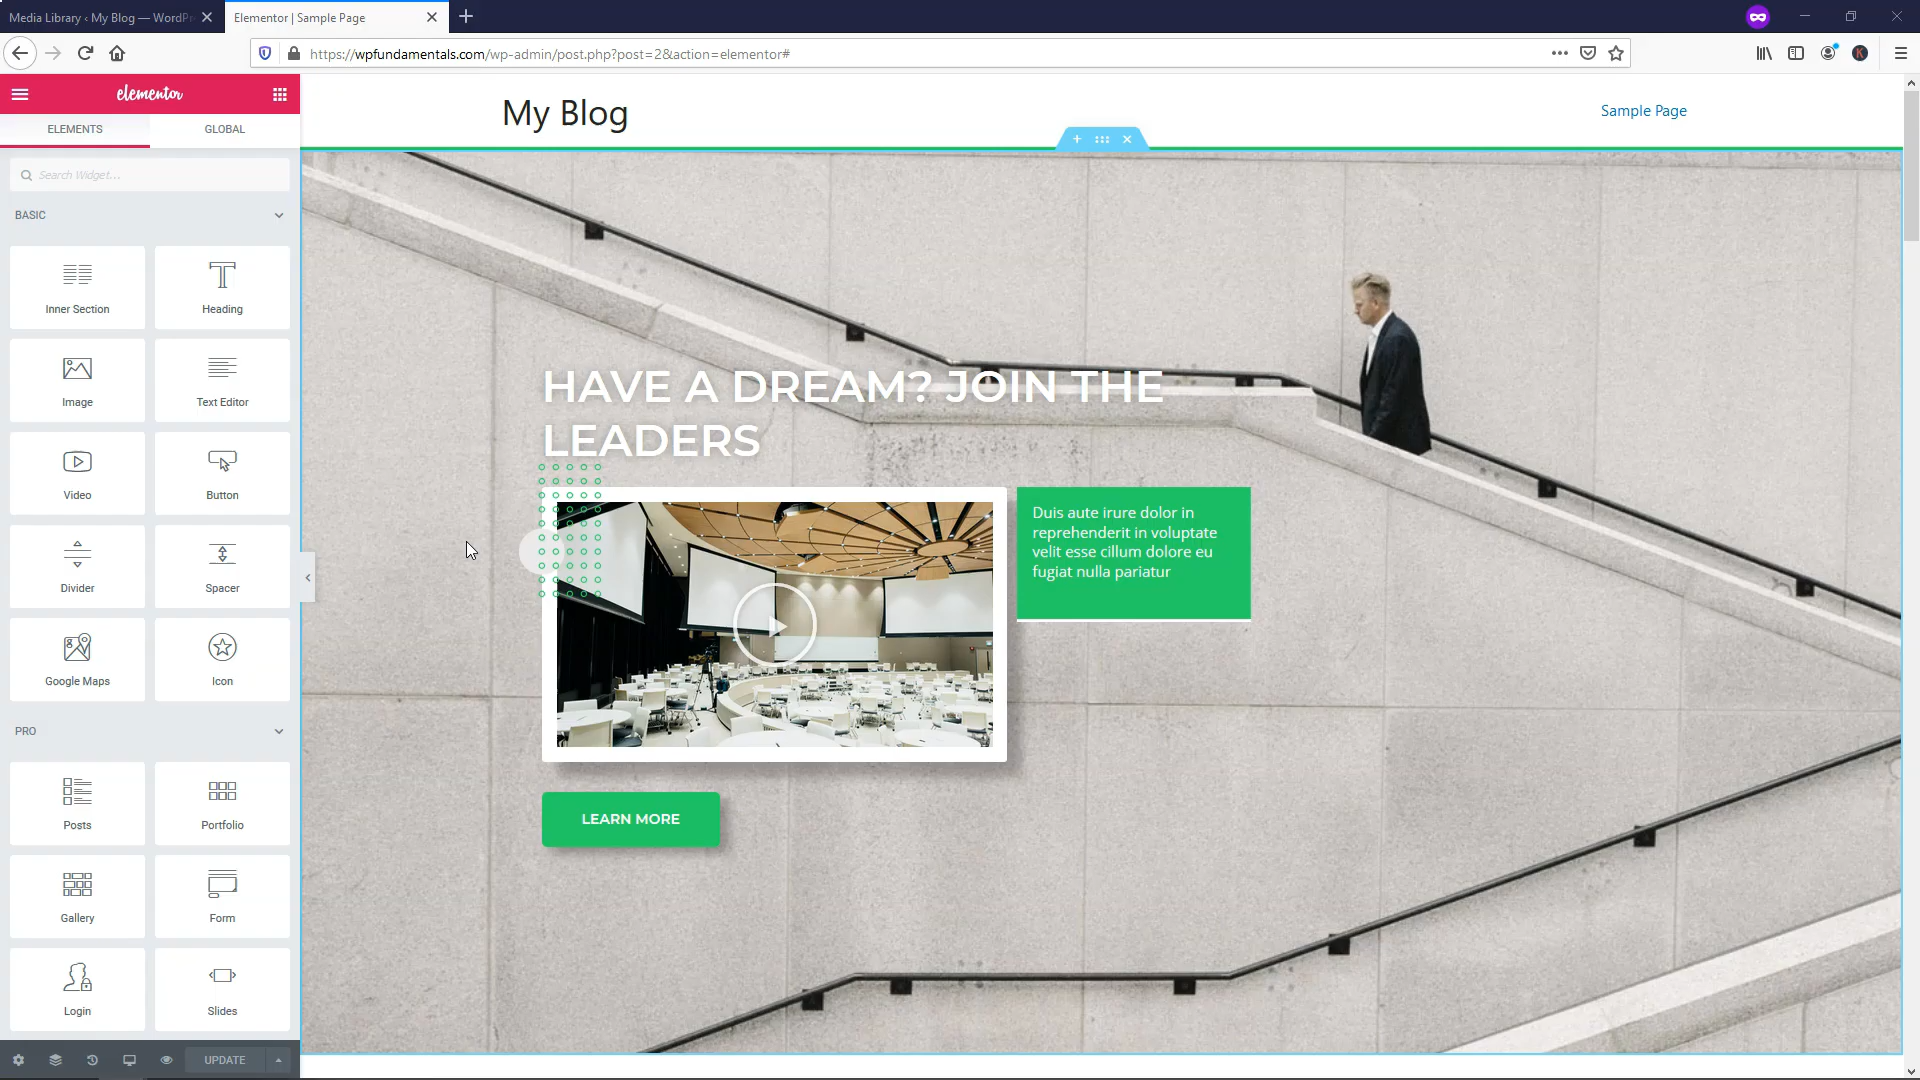 Media Library ‹ My Blog — WordPr
Elementor | Sample Page
https://wpfundamentals.com/wp-admin/post.php?post=2&action=elementor#
elementor
ELEMENTS
GLOBAL
Search Widget...
BASIC
Inner Section
Heading
Image
Text Editor
Video
Button
Divider
Spacer
Google Maps
Icon
PRO
Posts
Portfolio
Gallery
Form
Login
Slides
UPDATE
My Blog
Sample Page
HAVE A DREAM? JOIN THE
LEADERS
Duis aute irure dolor in
reprehenderit in voluptate
velit esse cillum dolore eu
fugiat nulla pariatur
LEARN MORE
K